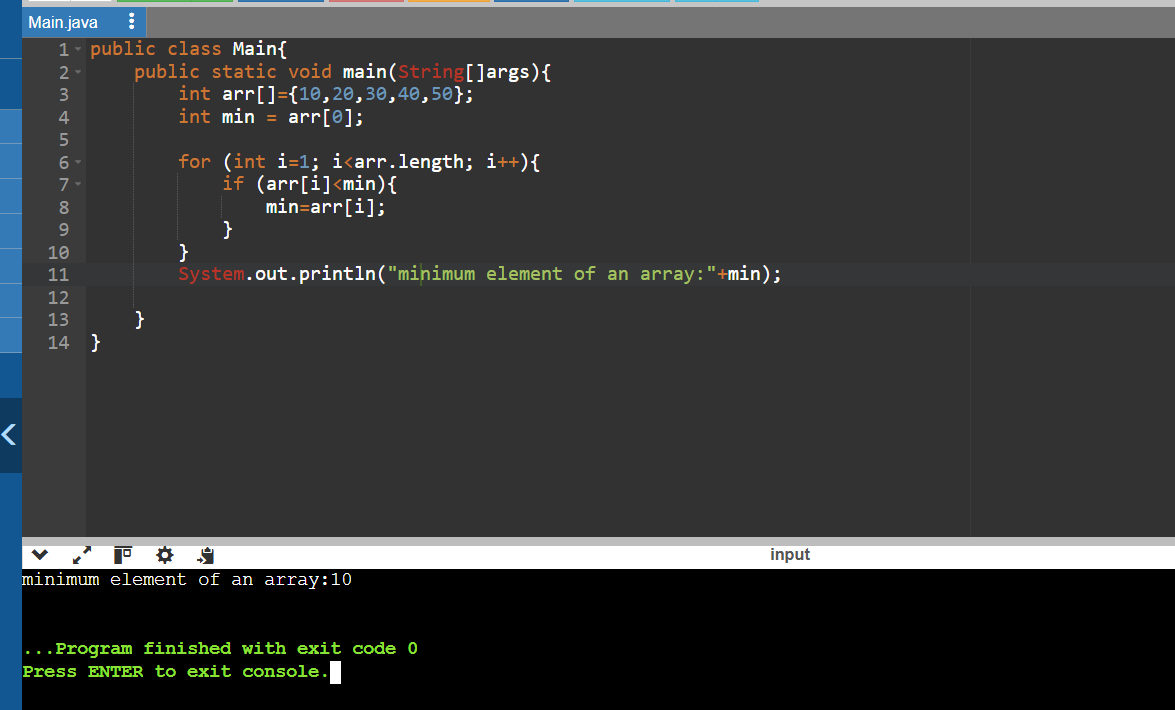 Main.java
1 public class Main{
2     public static void main(String[]args){
3         int arr[]={10,20,30,40,50};
4         int min = arr[0];
5
6         for (int i=1; i<arr.length; i++){
7             if (arr[i]<min){
8                 min=arr[i];
9             }
10         }
11         System.out.println("minimum element of an array:"+min);
12
13     }
14 }
input
minimum element of an array:10
...Program finished with exit code 0
Press ENTER to exit console.